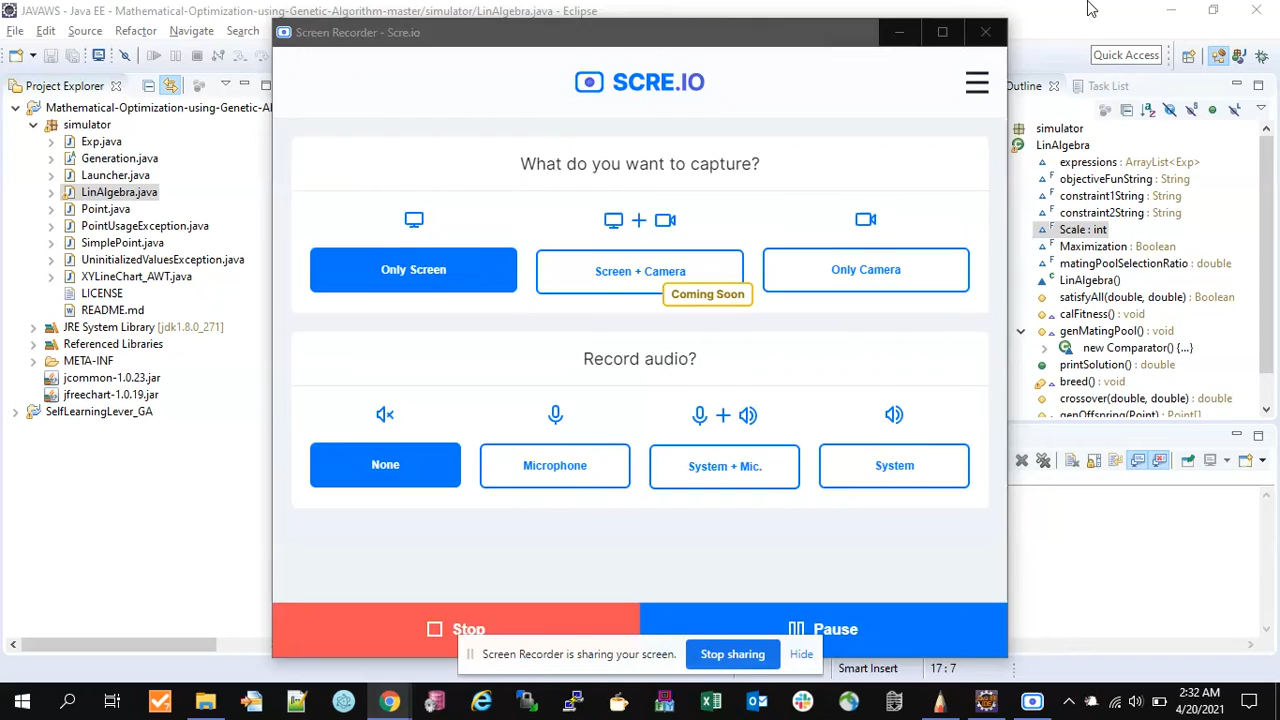 JAVAWS - Java EE - Mathematical-Optimization-using-Genetic-Algorithm-master/simulator/LinAlgebra.java - Eclipse
File Edit Source Refactor Navigate Search
Quick Access
Screen Recorder - Scre.io
SCRE.IO
What do you want to capture?
Only Screen
Screen + Camera
Only Camera
Coming Soon
Record audio?
None
Microphone
System + Mic.
System
Stop
Pause
Screen Recorder is sharing your screen.
Stop sharing
Hide
Project Explorer
Mathematical-Optimization-using-Genetic-Al
simulator
Exp.java
Generation.java
Launcher.java
LinAlgebra.java
Point.java
PointUsageException.java
SimplePoint.java
UninitializedValuesException.java
XYLineChart_AWT.java
LICENSE
README.md
JRE System Library [jdk1.8.0_271]
Referenced Libraries
META-INF
jcommon-1.0.23.jar
jfreechart-1.0.19.jar
SelfLearningLever_GA
Outline
Task List
simulator
LinAlgebra
expressions : ArrayList<Exp>
objectiveFunString : String
constraint1String : String
constraint2String : String
Scale : int
Maximization : Boolean
matingPoolSelectionRatio : double
LinAlgebra()
satisfyAll(double, double) : Boolean
calFitness() : void
genMatingPool() : void
new Comparator() {...}
printSolution() : double
breed() : void
crossover(double, double) : double
genOffspring(Point) : Point[]
Smart Insert
17 : 7
2:32 AM
4/20/2021